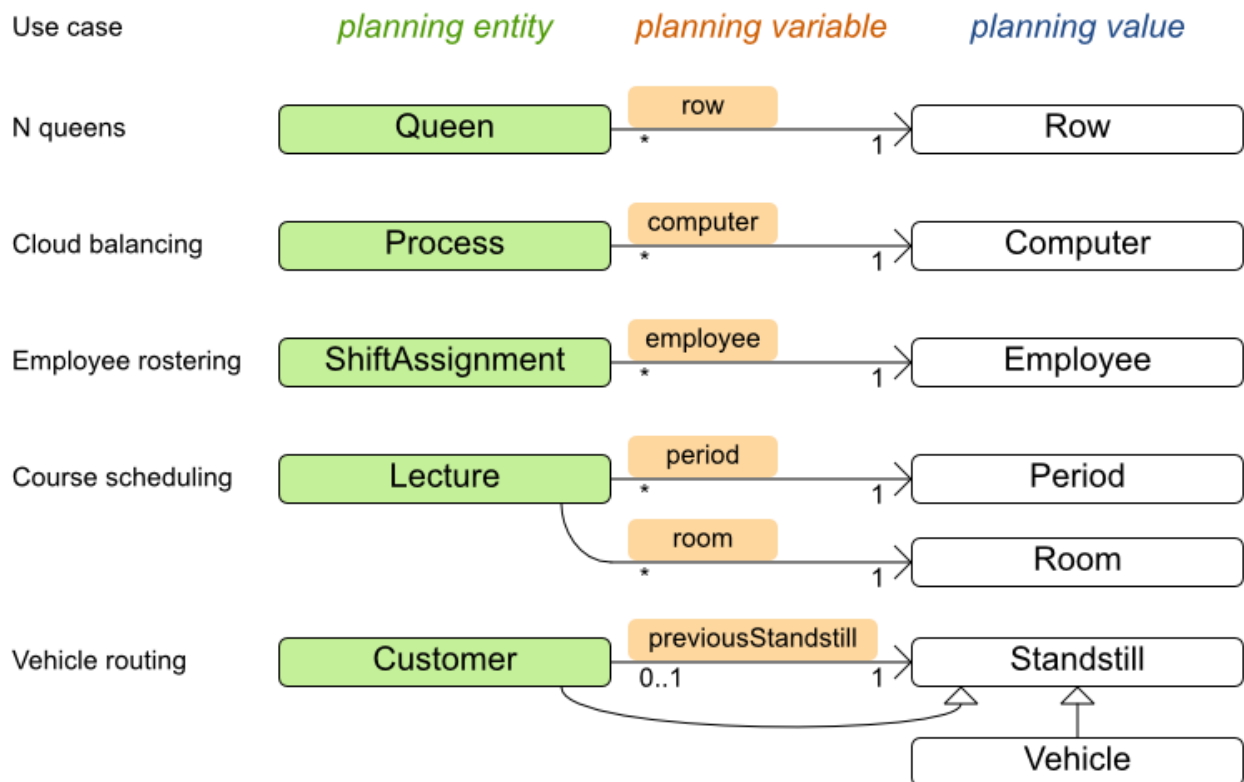 Use case planning entity planning variable planning value
row
N queens Queen Row
* 1
computer
Cloud balancing Process Computer
* 1
employee
Employee rostering ShiftAssignment Employee
* 1
period
Course scheduling Lecture Period
* 1
room
Room
* 1
previousStandstill
Vehicle routing Customer Standstill
0..1 1
Vehicle